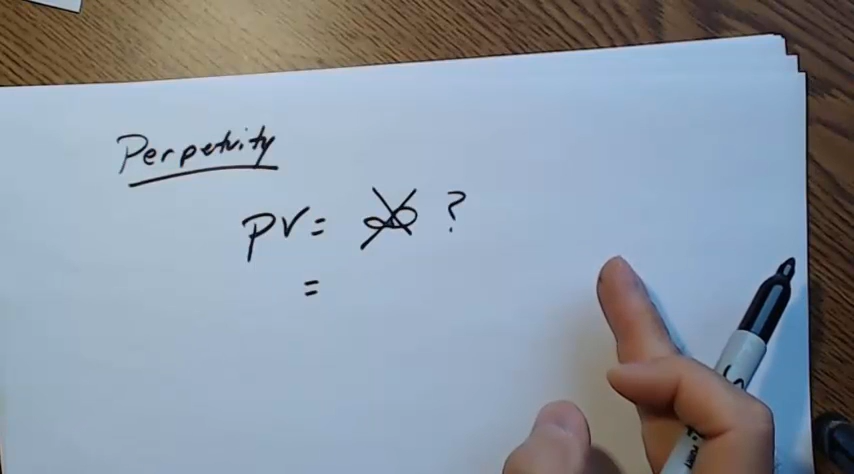 Perpetuity
PV = ∞ ?
=